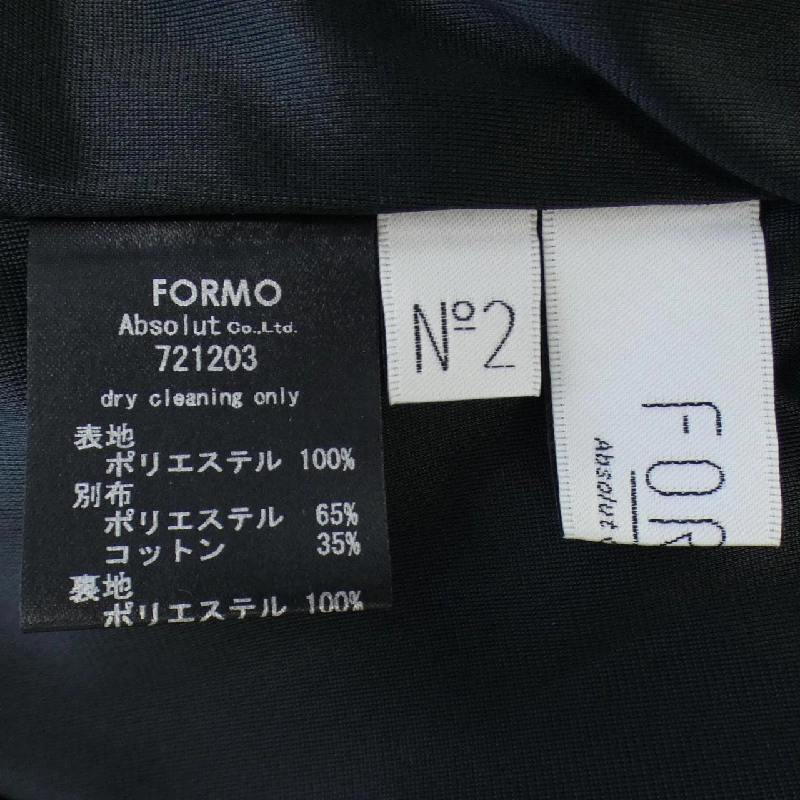 FORMO
Absolut Co.,Ltd.
721203
dry cleaning only
表地
ポリエステル 100%
別布
ポリエステル 65%
コットン 35%
裏地
ポリエステル 100%
Nº2
FOR
Absolut